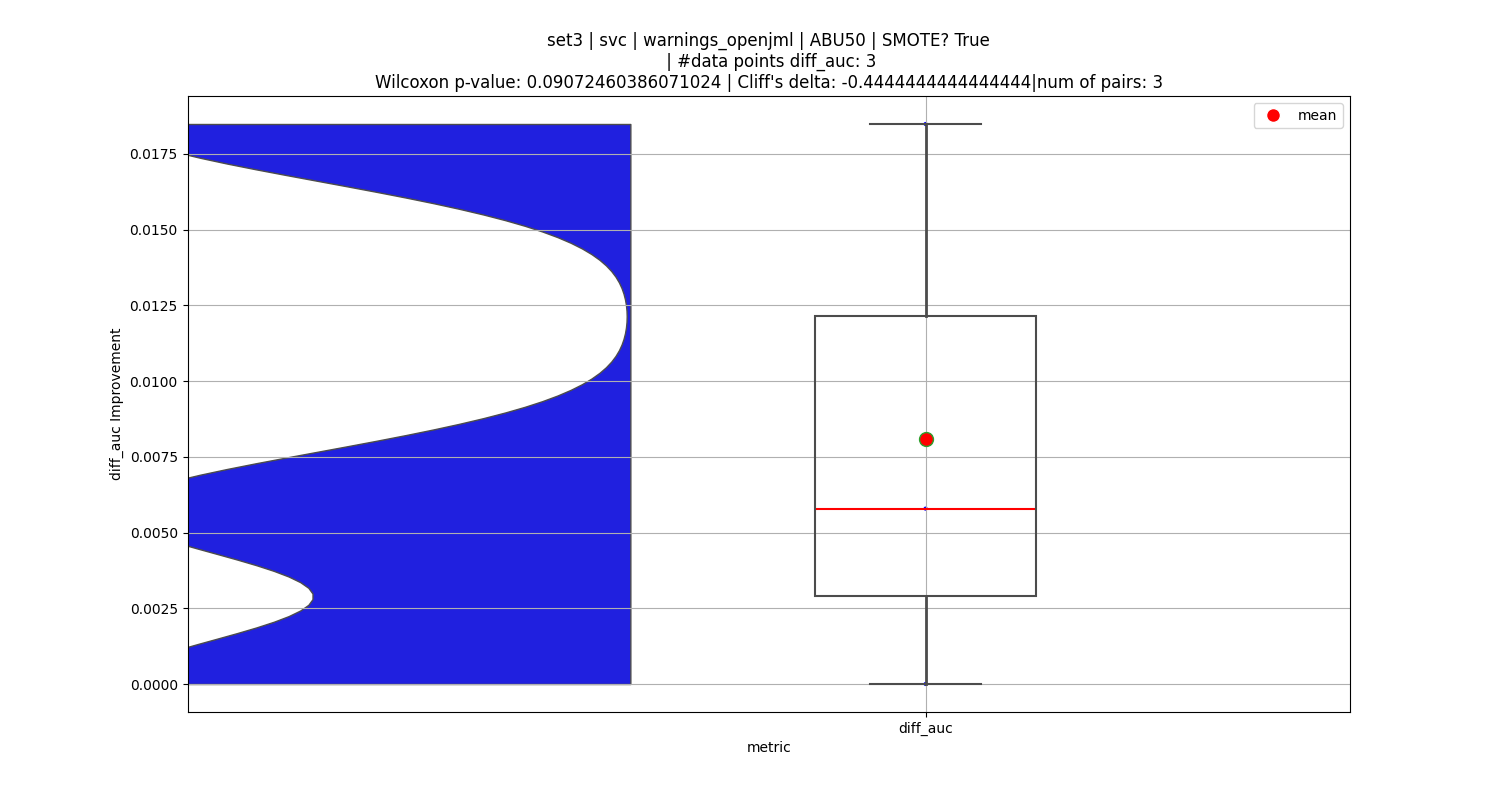 set3 | svc | warnings_openjml | ABU50 | SMOTE? True
| #data points diff_auc: 3
Wilcoxon p-value: 0.09072460386071024 | Cliff's delta: -0.4444444444444444|num of pairs: 3
mean
0.0175
0.0150
0.0125
0.0100
0.0075
0.0050
0.0025
0.0000
diff_auc Improvement
diff_auc
metric